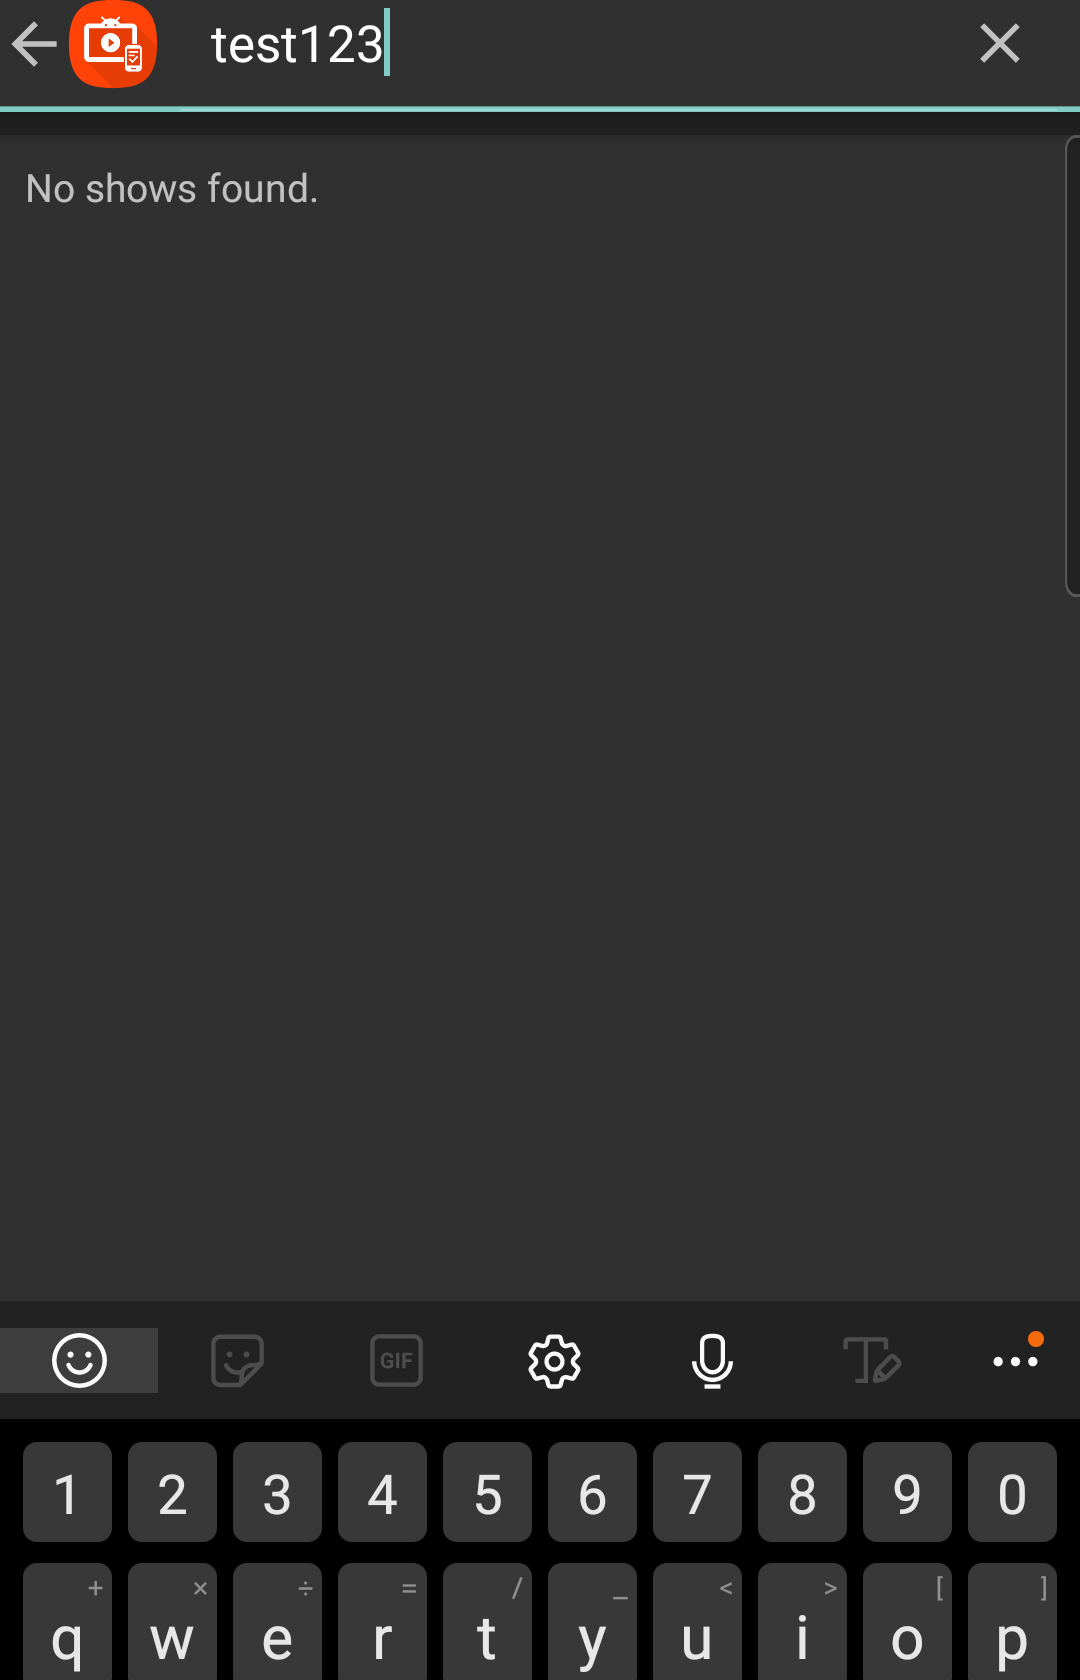 test123
No shows found.
GIF
1 2 3 4 5 6 7 8 9 0
+ × ÷ = / _ < > [ ]
q w e r t y u i o p